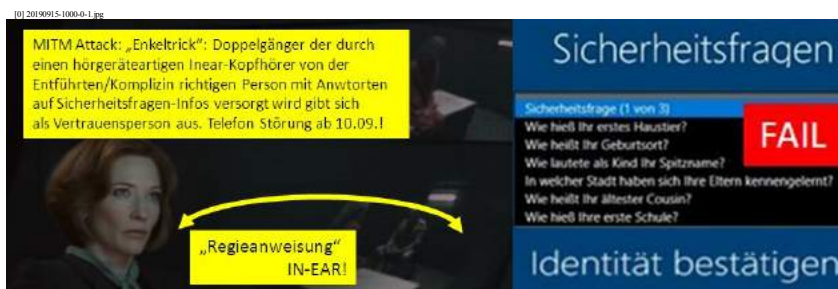 [0] 20190915-1000-0-1.jpg
MITM Attack: „Enkeltrick“: Doppelgänger der durch
einen hörgeräteartigen Inear-Kopfhörer von der
Entführten/Komplizin richtigen Person mit Anwtorten
auf Sicherheitsfragen-Infos versorgt wird gibt sich
als Vertrauensperson aus. Telefon Störung ab 10.09.!
„Regieanweisung“
IN-EAR!
Sicherheitsfragen
Sicherheitsfrage (1 von 3)
Wie hieß Ihr erstes Haustier?
Wie heißt Ihr Geburtsort?
Wie lautete als Kind Ihr Spitzname?
In welcher Stadt haben sich Ihre Eltern kennengelernt?
Wie heißt Ihr ältester Cousin?
Wie hieß Ihre erste Schule?
FAIL
Identität bestätigen